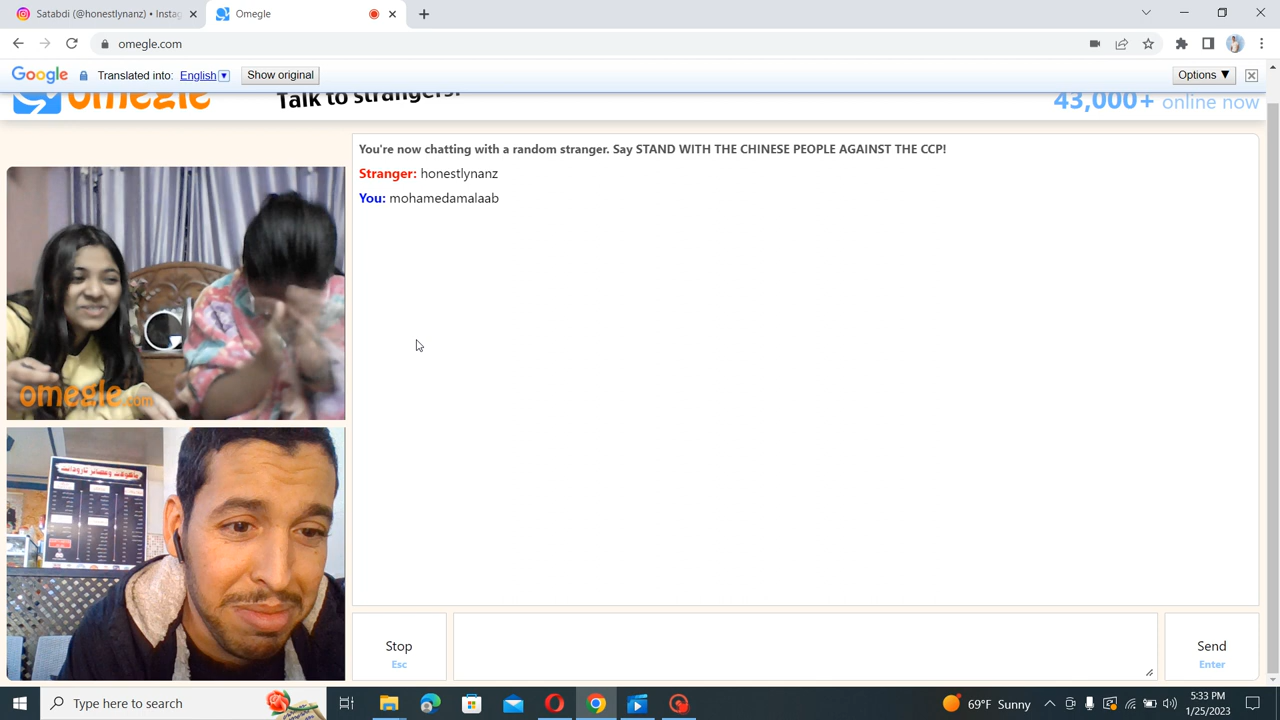 Satabdi (@honestlynanz) • Instag
Omegle
omegle.com
Google Translated into: English Show original Options ▼
omegle Talk to strangers! 43,000+ online now
You're now chatting with a random stranger. Say STAND WITH THE CHINESE PEOPLE AGAINST THE CCP!
Stranger: honestlynanz
You: mohamedamalaab
omegle.com
Stop
Esc
Send
Enter
Type here to search
69°F Sunny
5:33 PM
1/25/2023